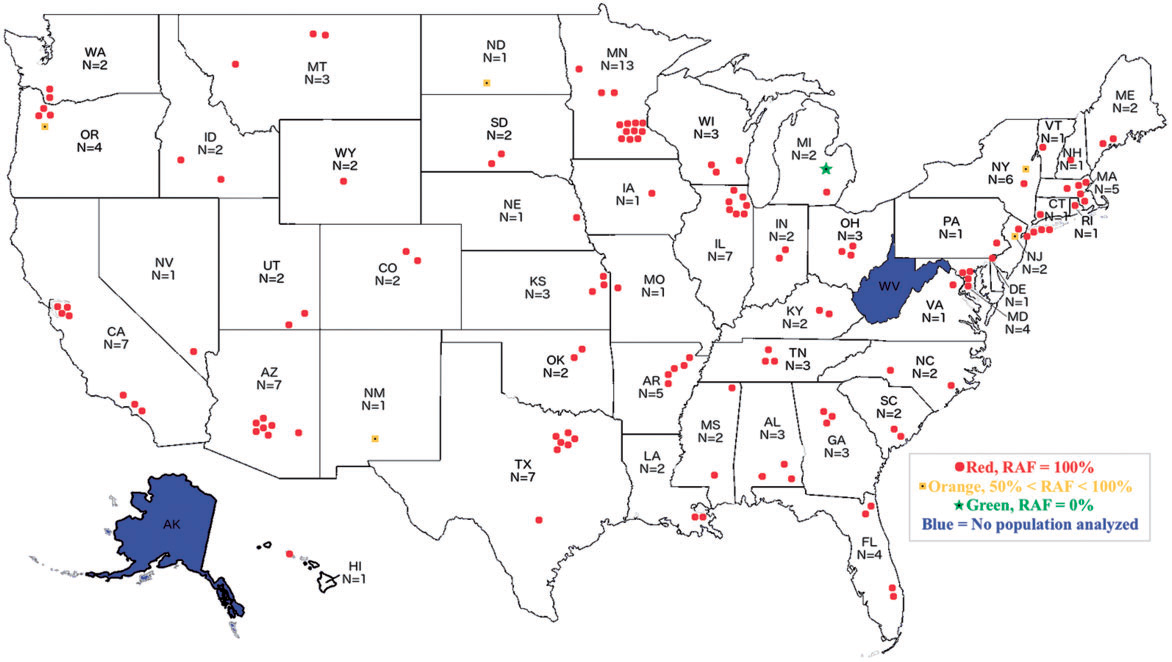 WA
N=2
MT
N=3
ND
N=1
MN
N=13
OR
N=4
ID
N=2
WY
N=2
SD
N=2
WI
N=3
MI
N=2
NY
N=6
VT
N=1
NH
N=1
ME
N=2
MA
N=5
CT
N=1
RI
N=1
NE
N=1
IA
N=1
IL
N=7
IN
N=2
OH
N=3
PA
N=1
NJ
N=2
DE
N=1
MD
N=4
NV
N=1
UT
N=2
CO
N=2
KS
N=3
MO
N=1
KY
N=2
WV
VA
N=1
CA
N=7
AZ
N=7
NM
N=1
OK
N=2
AR
N=5
TN
N=3
NC
N=2
SC
N=2
TX
N=7
LA
N=2
MS
N=2
AL
N=3
GA
N=3
FL
N=4
AK
HI
N=1
Red, RAF = 100%
Orange, 50% < RAF < 100%
Green, RAF = 0%
Blue = No population analyzed